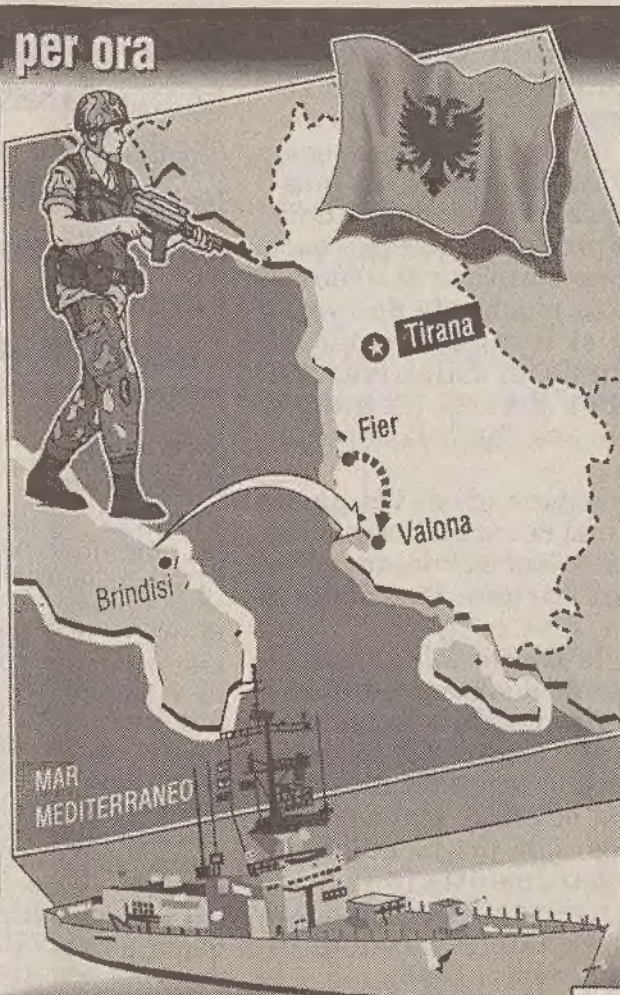 per ora
Tirana
Fier
Valona
Brindisi
MAR
MEDITERRANEO